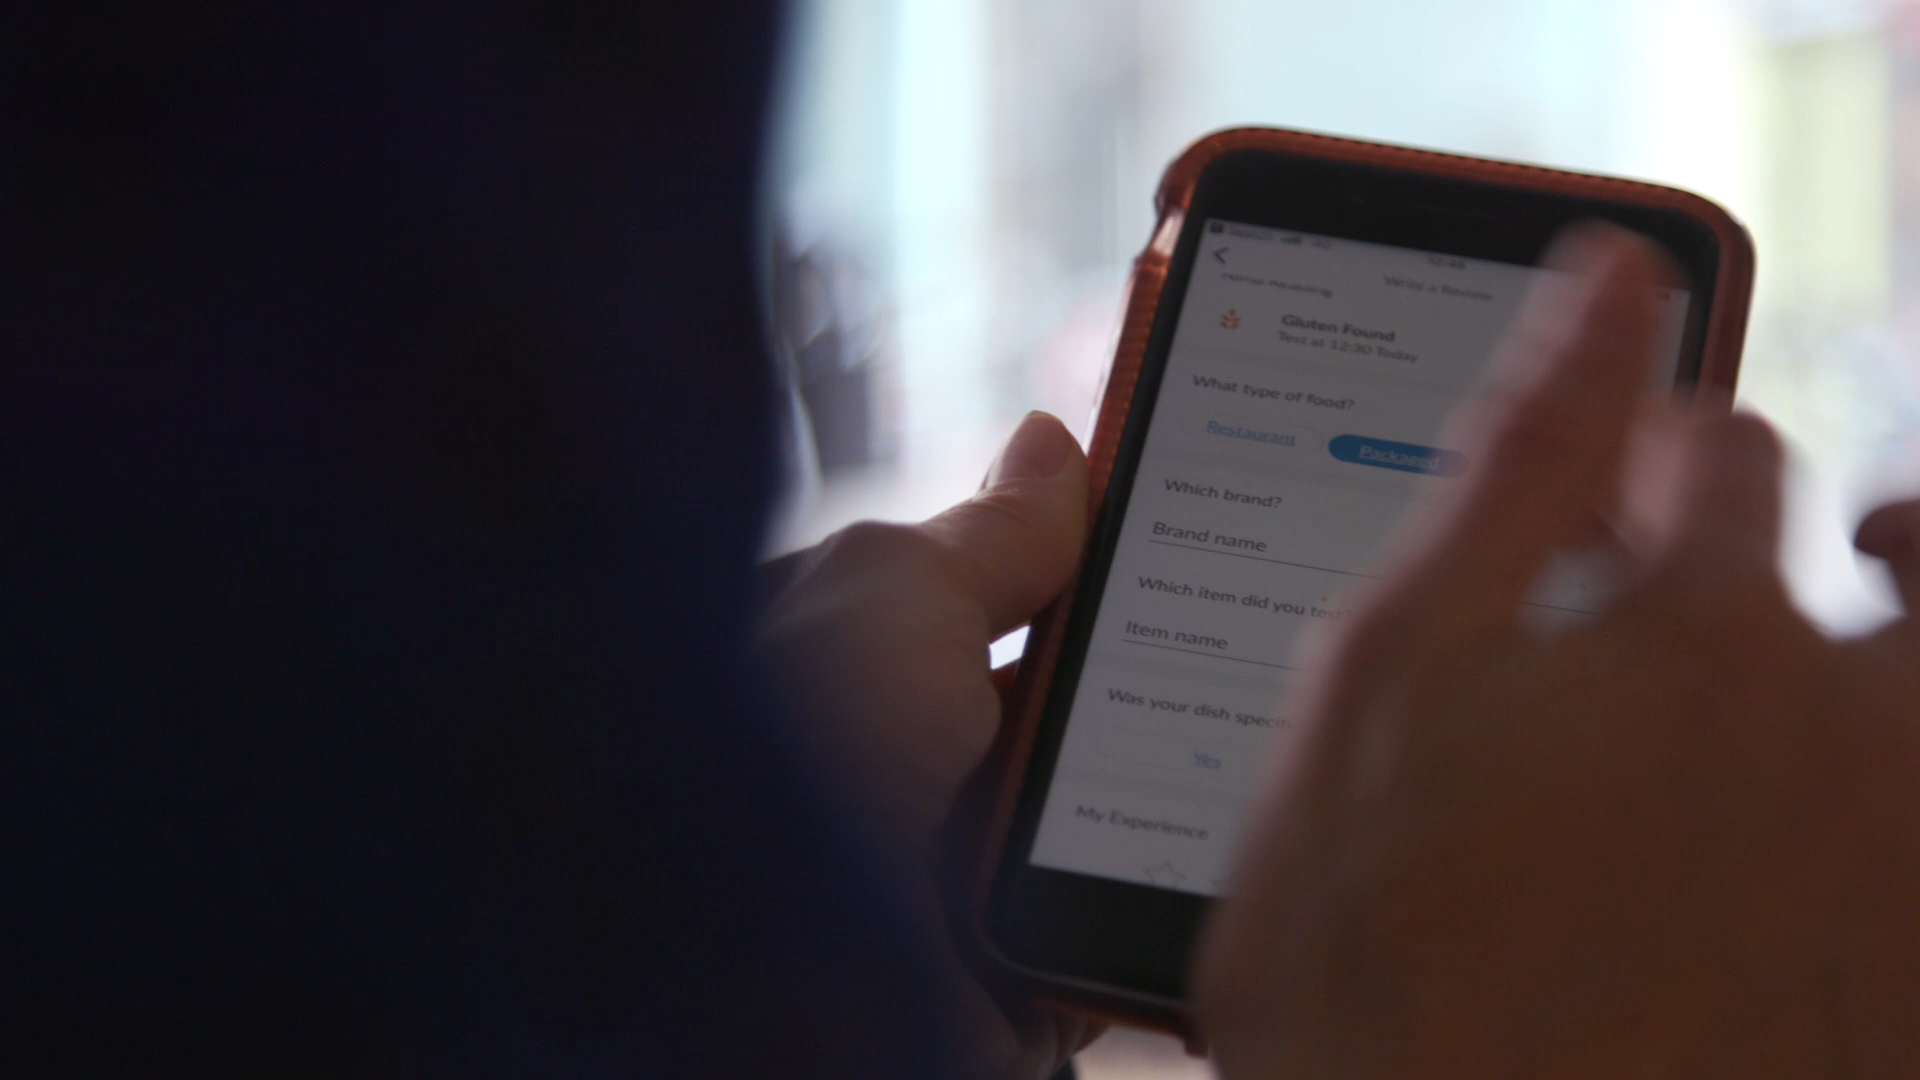 Write a Review
Gluten Found
Test at 12:30 Today
What type of food?
Restaurant
Packaged
Which brand?
Brand name
Which item did you test?
Item name
Was your dish specifi
Yes
My Experience